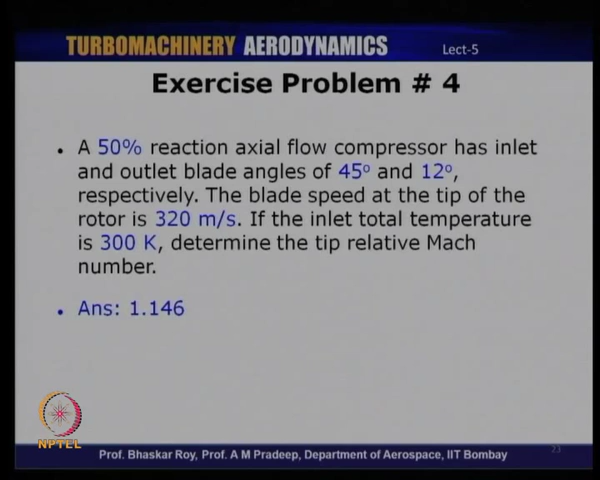 TURBOMACHINERY AERODYNAMICS Lect-5
Exercise Problem # 4
• A 50% reaction axial flow compressor has inlet
and outlet blade angles of 45° and 12°,
respectively. The blade speed at the tip of the
rotor is 320 m/s. If the inlet total temperature
is 300 K, determine the tip relative Mach
number.
• Ans: 1.146
NPTEL
Prof. Bhaskar Roy, Prof. A M Pradeep, Department of Aerospace, IIT Bombay
23